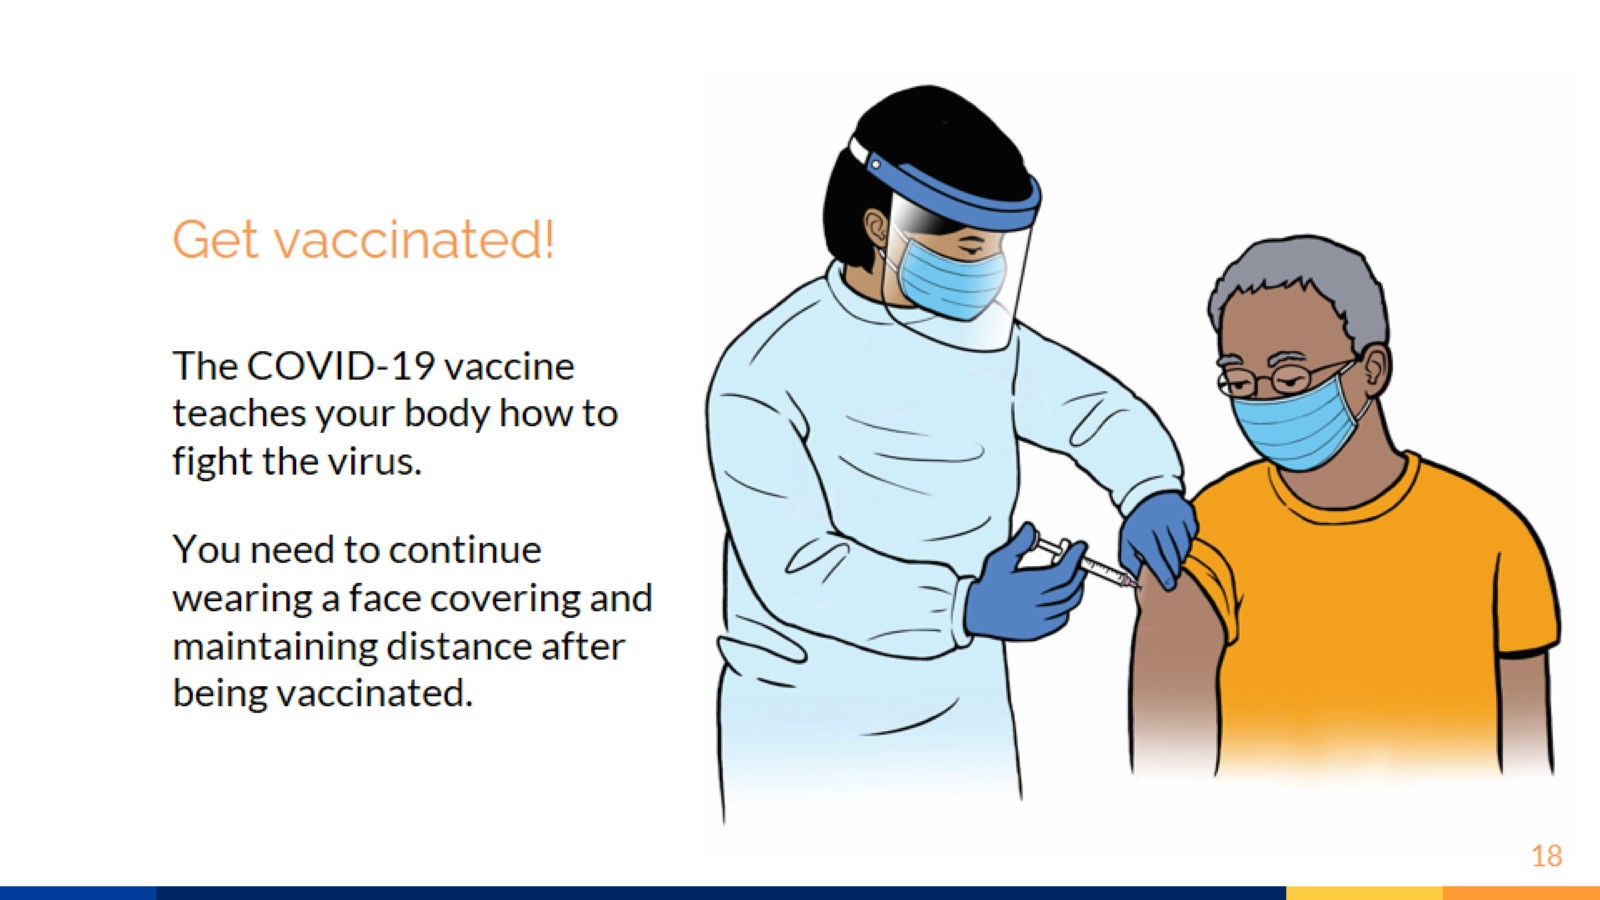 Get vaccinated!
The COVID-19 vaccine
teaches your body how to
fight the virus.
You need to continue
wearing a face covering and
maintaining distance after
being vaccinated.
18